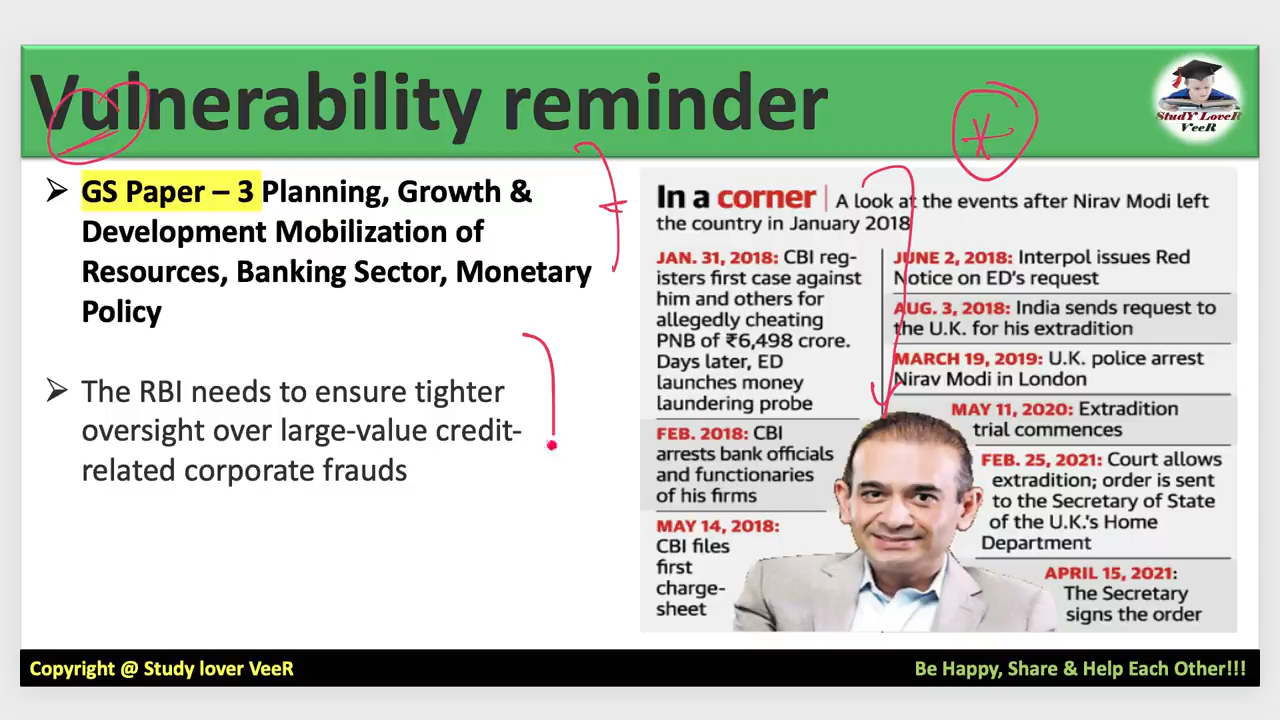 Vulnerability reminder
StudY LoveR
VeeR
➢ GS Paper – 3 Planning, Growth &
Development Mobilization of
Resources, Banking Sector, Monetary
Policy
➢ The RBI needs to ensure tighter
oversight over large-value credit-
related corporate frauds
In a corner | A look at the events after Nirav Modi left
the country in January 2018
JAN. 31, 2018: CBI reg-
isters first case against
him and others for
allegedly cheating
PNB of ₹6,498 crore.
Days later, ED
launches money
laundering probe
FEB. 2018: CBI
arrests bank officials
and functionaries
of his firms
MAY 14, 2018:
CBI files
first
charge-
sheet
JUNE 2, 2018: Interpol issues Red
Notice on ED's request
AUG. 3, 2018: India sends request to
the U.K. for his extradition
MARCH 19, 2019: U.K. police arrest
Nirav Modi in London
MAY 11, 2020: Extradition
trial commences
FEB. 25, 2021: Court allows
extradition; order is sent
to the Secretary of State
of the U.K.'s Home
Department
APRIL 15, 2021:
The Secretary
signs the order
Copyright @ Study lover VeeR
Be Happy, Share & Help Each Other!!!